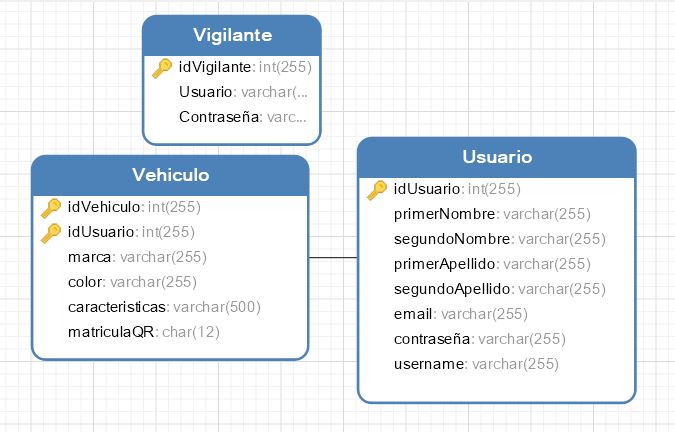 Vigilante
idVigilante: int(255)
Usuario: varchar(...
Contraseña: varc...
Vehiculo
idVehiculo: int(255)
idUsuario: int(255)
marca: varchar(255)
color: varchar(255)
caracteristicas: varchar(500)
matriculaQR: char(12)
Usuario
idUsuario: int(255)
primerNombre: varchar(255)
segundoNombre: varchar(255)
primerApellido: varchar(255)
segundoApellido: varchar(255)
email: varchar(255)
contraseña: varchar(255)
username: varchar(255)